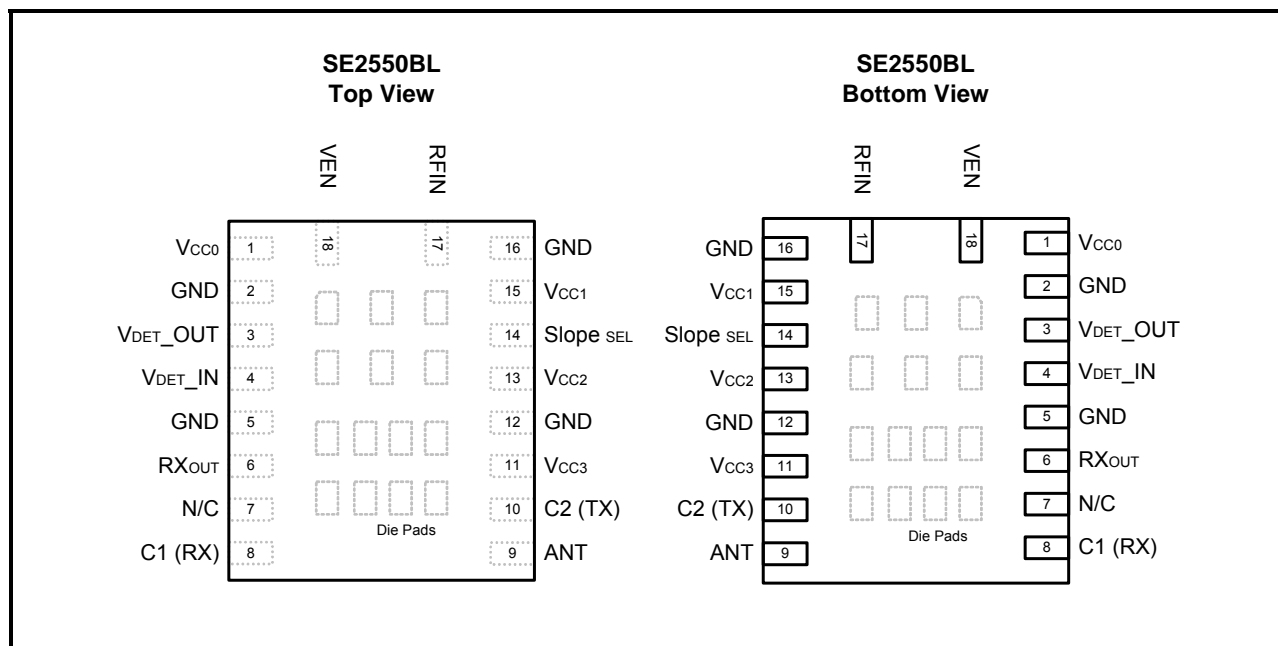 SE2550BL
Top View
VEN
RFIN
18
17
VCC0 1
16 GND
GND 2
15 VCC1
VDET_OUT 3
14 Slope SEL
VDET_IN 4
13 VCC2
GND 5
12 GND
RXOUT 6
11 VCC3
N/C 7
10 C2 (TX)
Die Pads
C1 (RX) 8
9 ANT
SE2550BL
Bottom View
RFIN
VEN
17
18
GND 16
1 VCC0
VCC1 15
2 GND
Slope SEL 14
3 VDET_OUT
VCC2 13
4 VDET_IN
GND 12
5 GND
VCC3 11
6 RXOUT
C2 (TX) 10
7 N/C
Die Pads
ANT 9
8 C1 (RX)